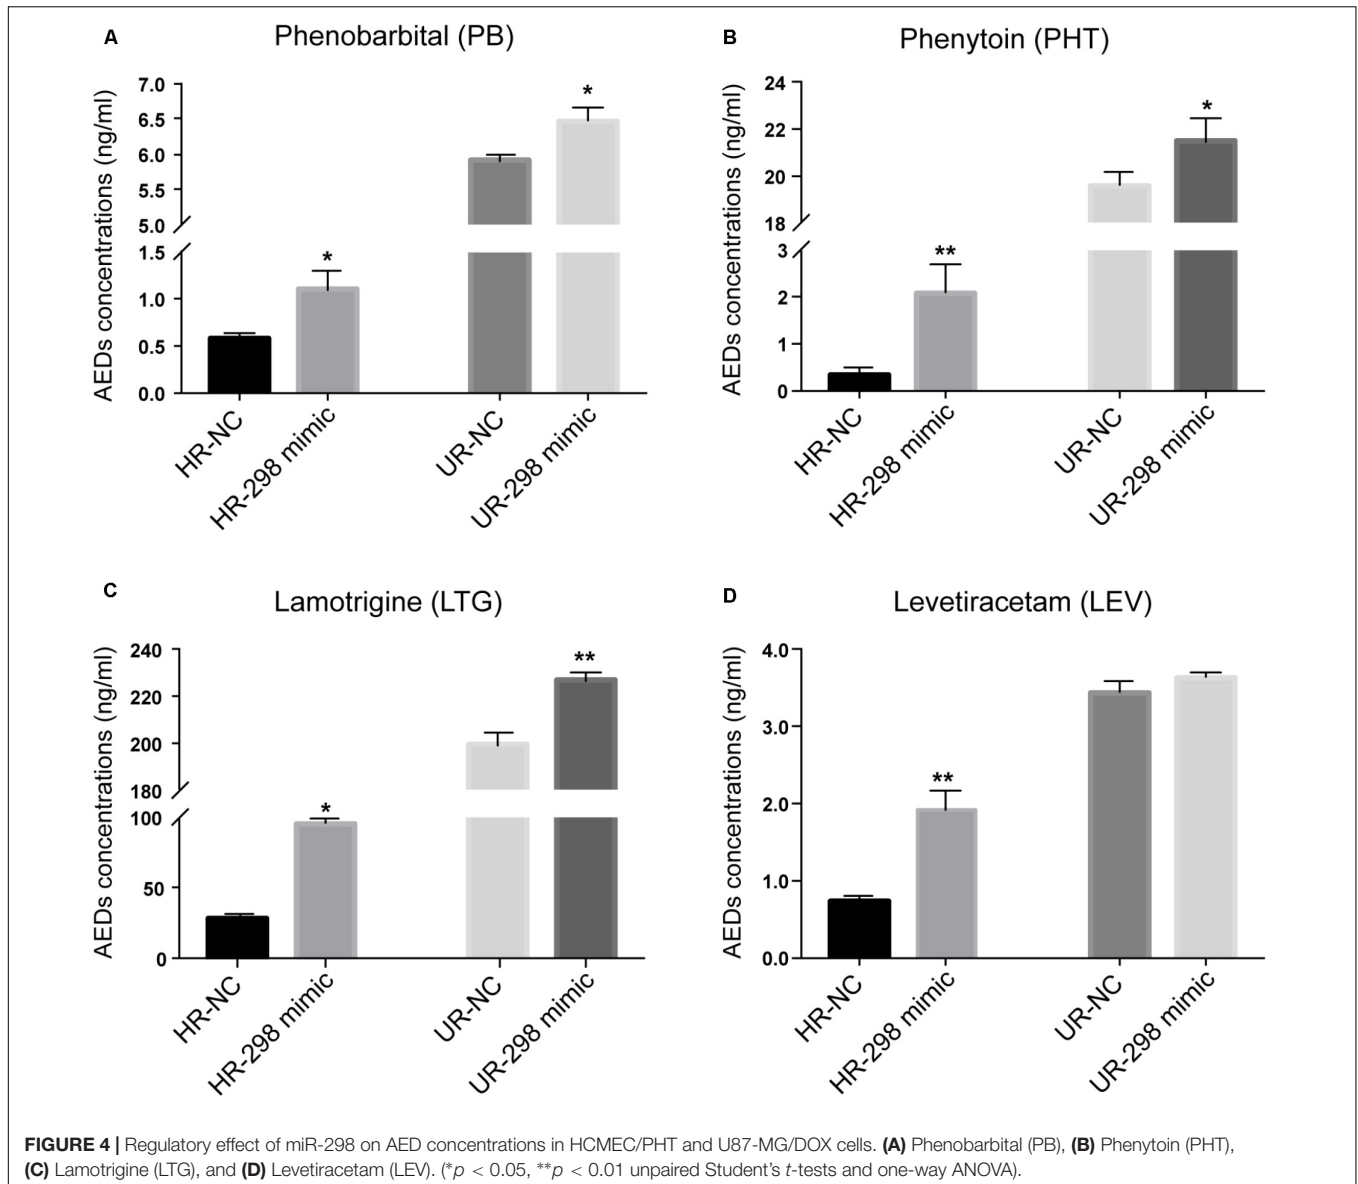 A
Phenobarbital (PB)
AEDs concentrations (ng/ml)
7.0
6.5
6.0
5.5
5.0
1.5
1.0
0.5
0.0
*
*
HR-NC
HR-298 mimic
UR-NC
UR-298 mimic
B
Phenytoin (PHT)
AEDs concentrations (ng/ml)
24
22
20
18
3
2
1
0
**
*
HR-NC
HR-298 mimic
UR-NC
UR-298 mimic
C
Lamotrigine (LTG)
AEDs concentrations (ng/ml)
240
220
200
180
100
50
0
*
**
HR-NC
HR-298 mimic
UR-NC
UR-298 mimic
D
Levetiracetam (LEV)
AEDs concentrations (ng/ml)
4.0
3.0
2.0
1.0
0.0
**
HR-NC
HR-298 mimic
UR-NC
UR-298 mimic
FIGURE 4 | Regulatory effect of miR-298 on AED concentrations in HCMEC/PHT and U87-MG/DOX cells. (A) Phenobarbital (PB), (B) Phenytoin (PHT),
(C) Lamotrigine (LTG), and (D) Levetiracetam (LEV). (*p < 0.05, **p < 0.01 unpaired Student's t-tests and one-way ANOVA).